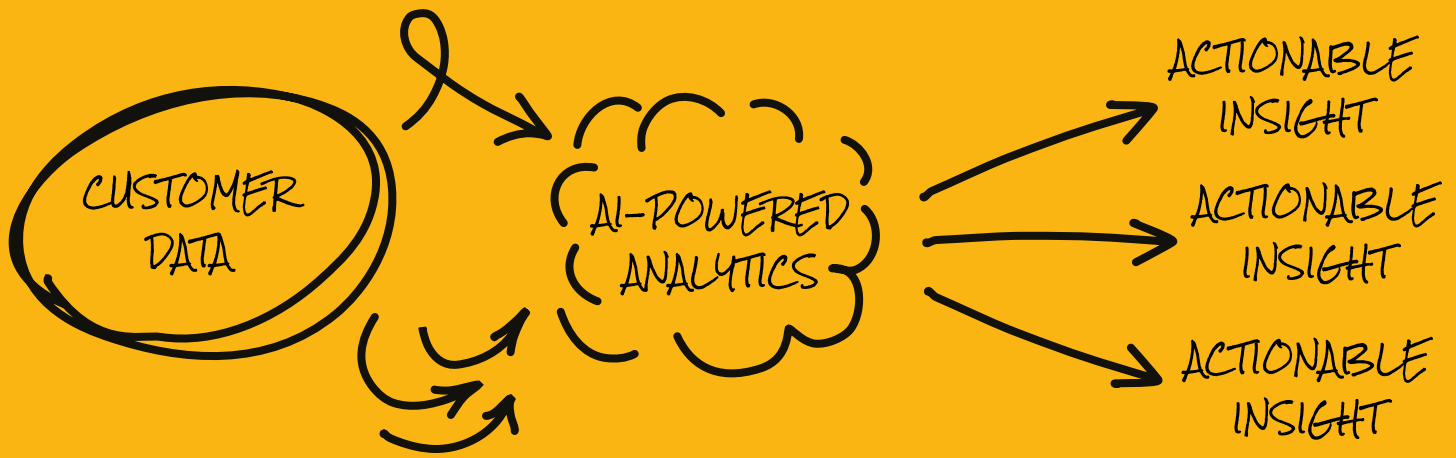 CUSTOMER
DATA
AI-POWERED
ANALYTICS
ACTIONABLE
INSIGHT
ACTIONABLE
INSIGHT
ACTIONABLE
INSIGHT